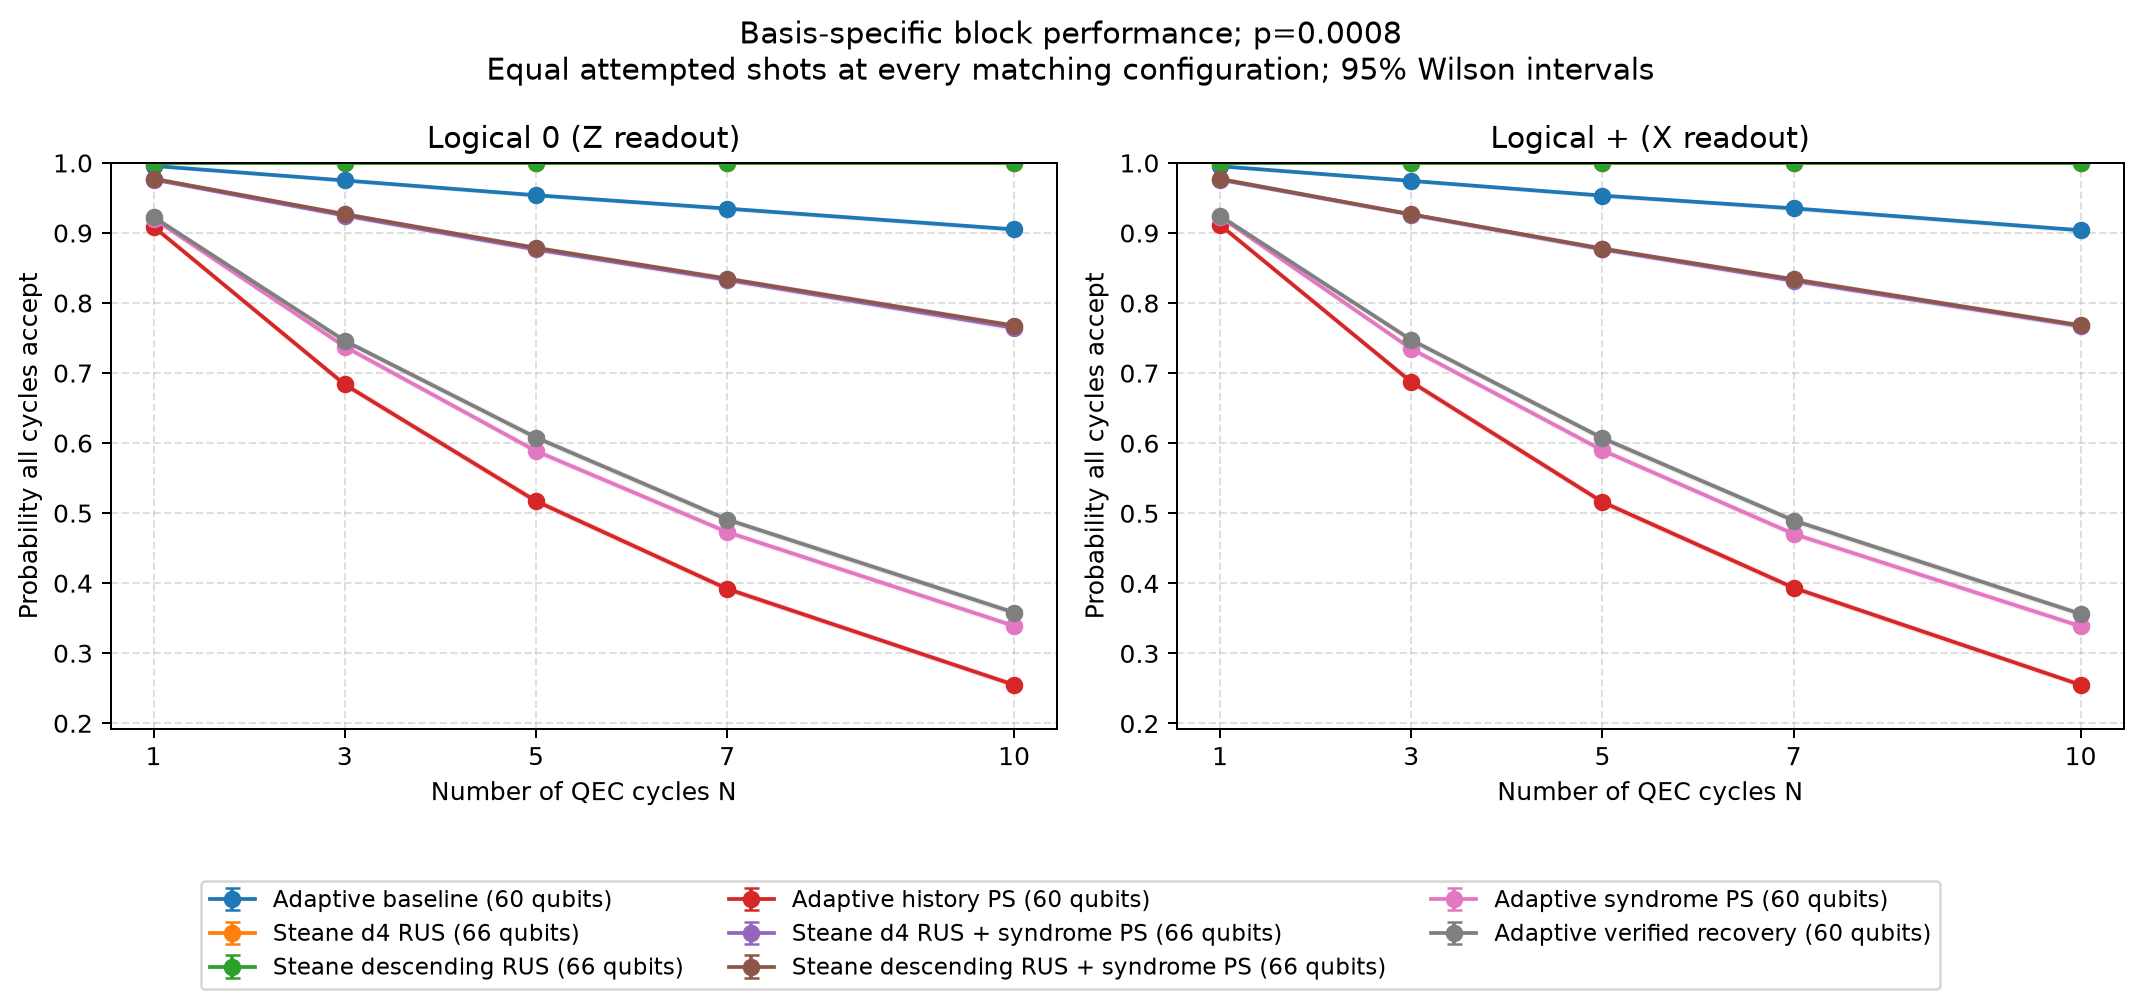 Basis-specific block performance; p=0.0008
Equal attempted shots at every matching configuration; 95% Wilson intervals
Logical 0 (Z readout)
Probability all cycles accept
1.0
0.9
0.8
0.7
0.6
0.5
0.4
0.3
0.2
1 3 5 7 10
Number of QEC cycles N
Logical + (X readout)
Probability all cycles accept
1.0
0.9
0.8
0.7
0.6
0.5
0.4
0.3
0.2
1 3 5 7 10
Number of QEC cycles N
Adaptive baseline (60 qubits)
Steane d4 RUS (66 qubits)
Steane descending RUS (66 qubits)
Adaptive history PS (60 qubits)
Steane d4 RUS + syndrome PS (66 qubits)
Steane descending RUS + syndrome PS (66 qubits)
Adaptive syndrome PS (60 qubits)
Adaptive verified recovery (60 qubits)